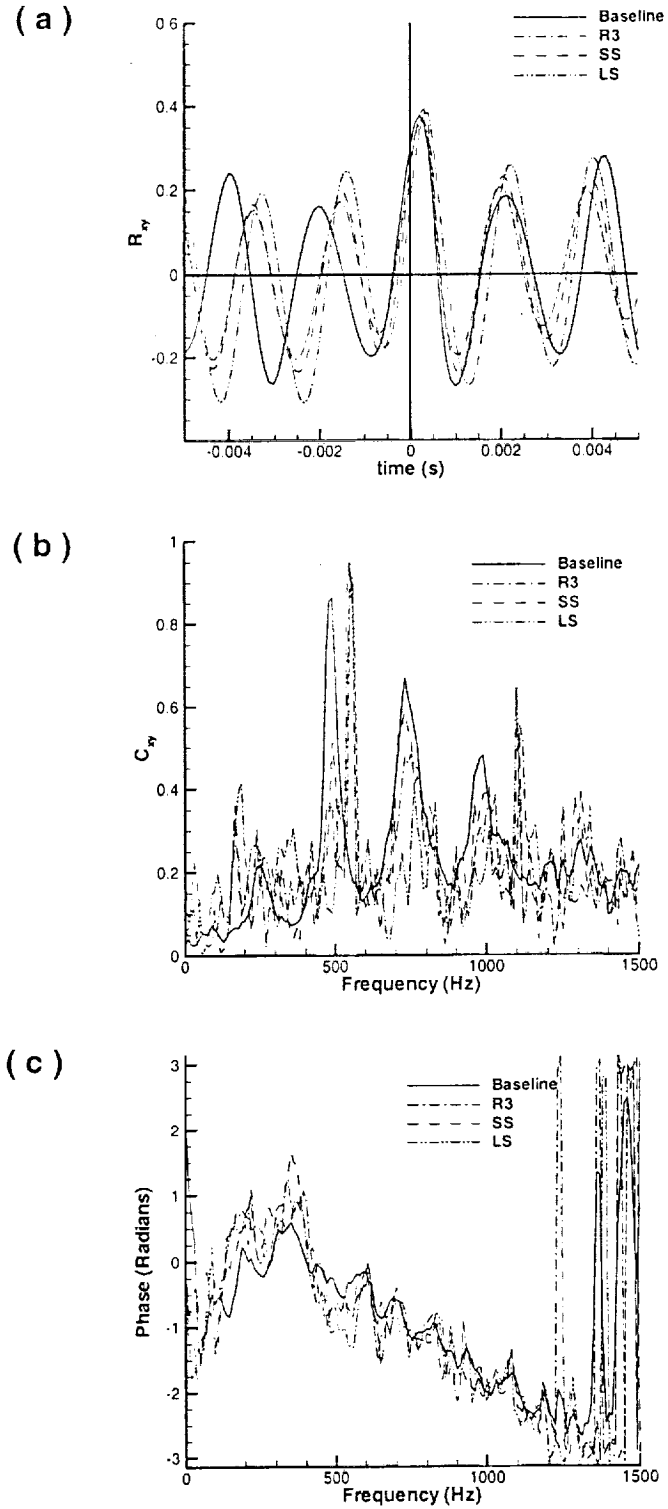 ( a )
Baseline
R3
SS
LS
0.6
0.4
0.2
0
-0.2
R_xy
-0.004
-0.002
0
0.002
0.004
time (s)
( b )
Baseline
R3
SS
LS
1
0.8
0.6
0.4
0.2
0
C_xy
0
500
1000
1500
Frequency (Hz)
( c )
Baseline
R3
SS
LS
3
2
1
0
-1
-2
-3
Phase (Radians)
0
500
1000
1500
Frequency (Hz)